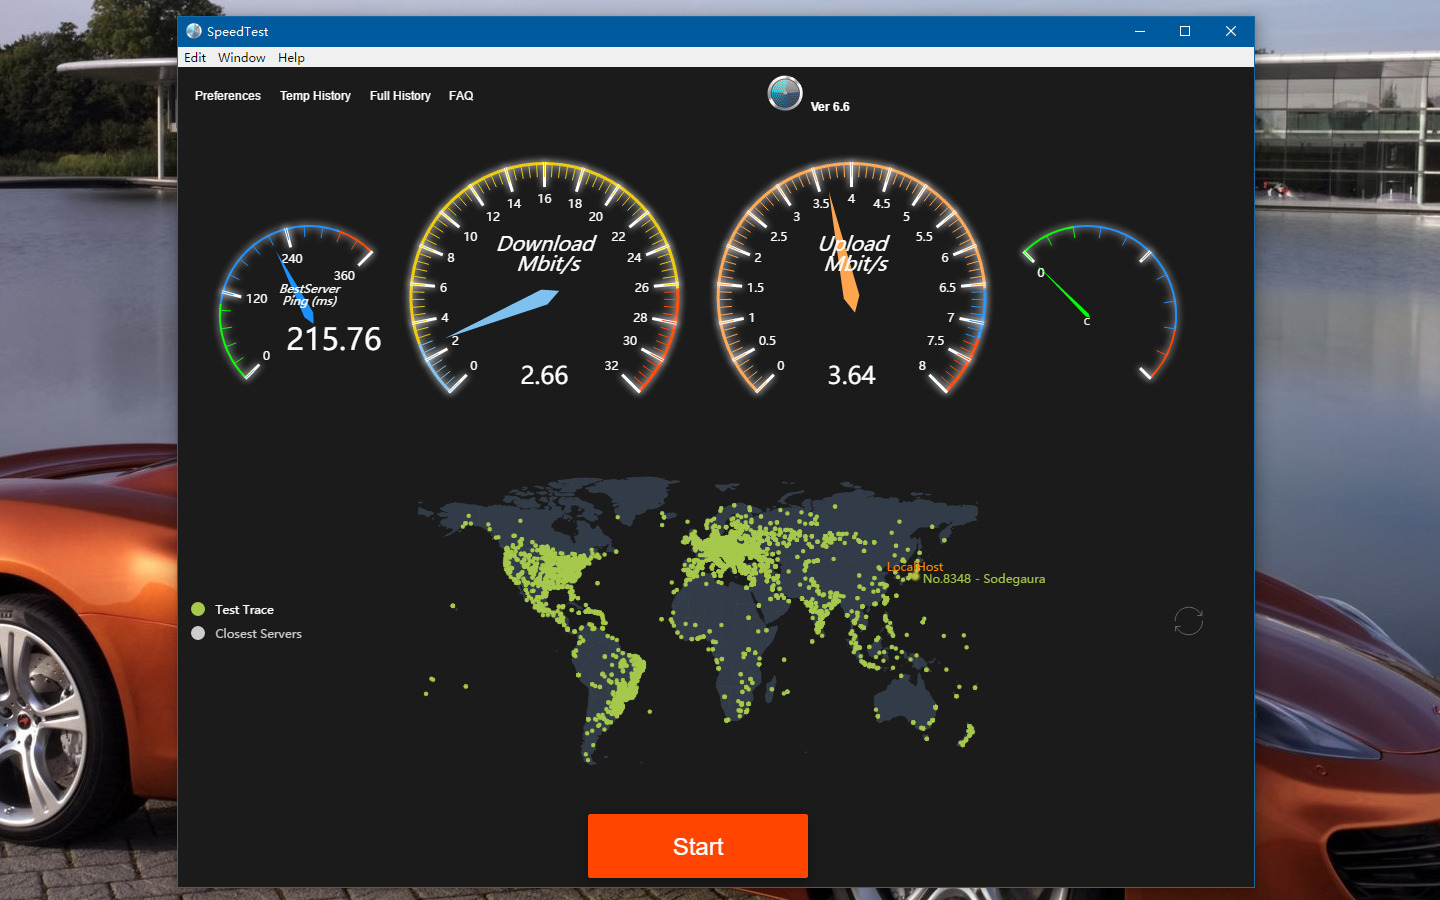 SpeedTest
Edit Window Help
Preferences Temp History Full History FAQ
Ver 6.6
0
120
240
360
BestServer
Ping (ms)
215.76
0
2
4
6
8
10
12
14
16
18
20
22
24
26
28
30
32
Download
Mbit/s
2.66
0
0.5
1
1.5
2
2.5
3
3.5
4
4.5
5
5.5
6
6.5
7
7.5
8
Upload
Mbit/s
3.64
0
C
LocalHost
No.8348 - Sodegaura
Test Trace
Closest Servers
Start